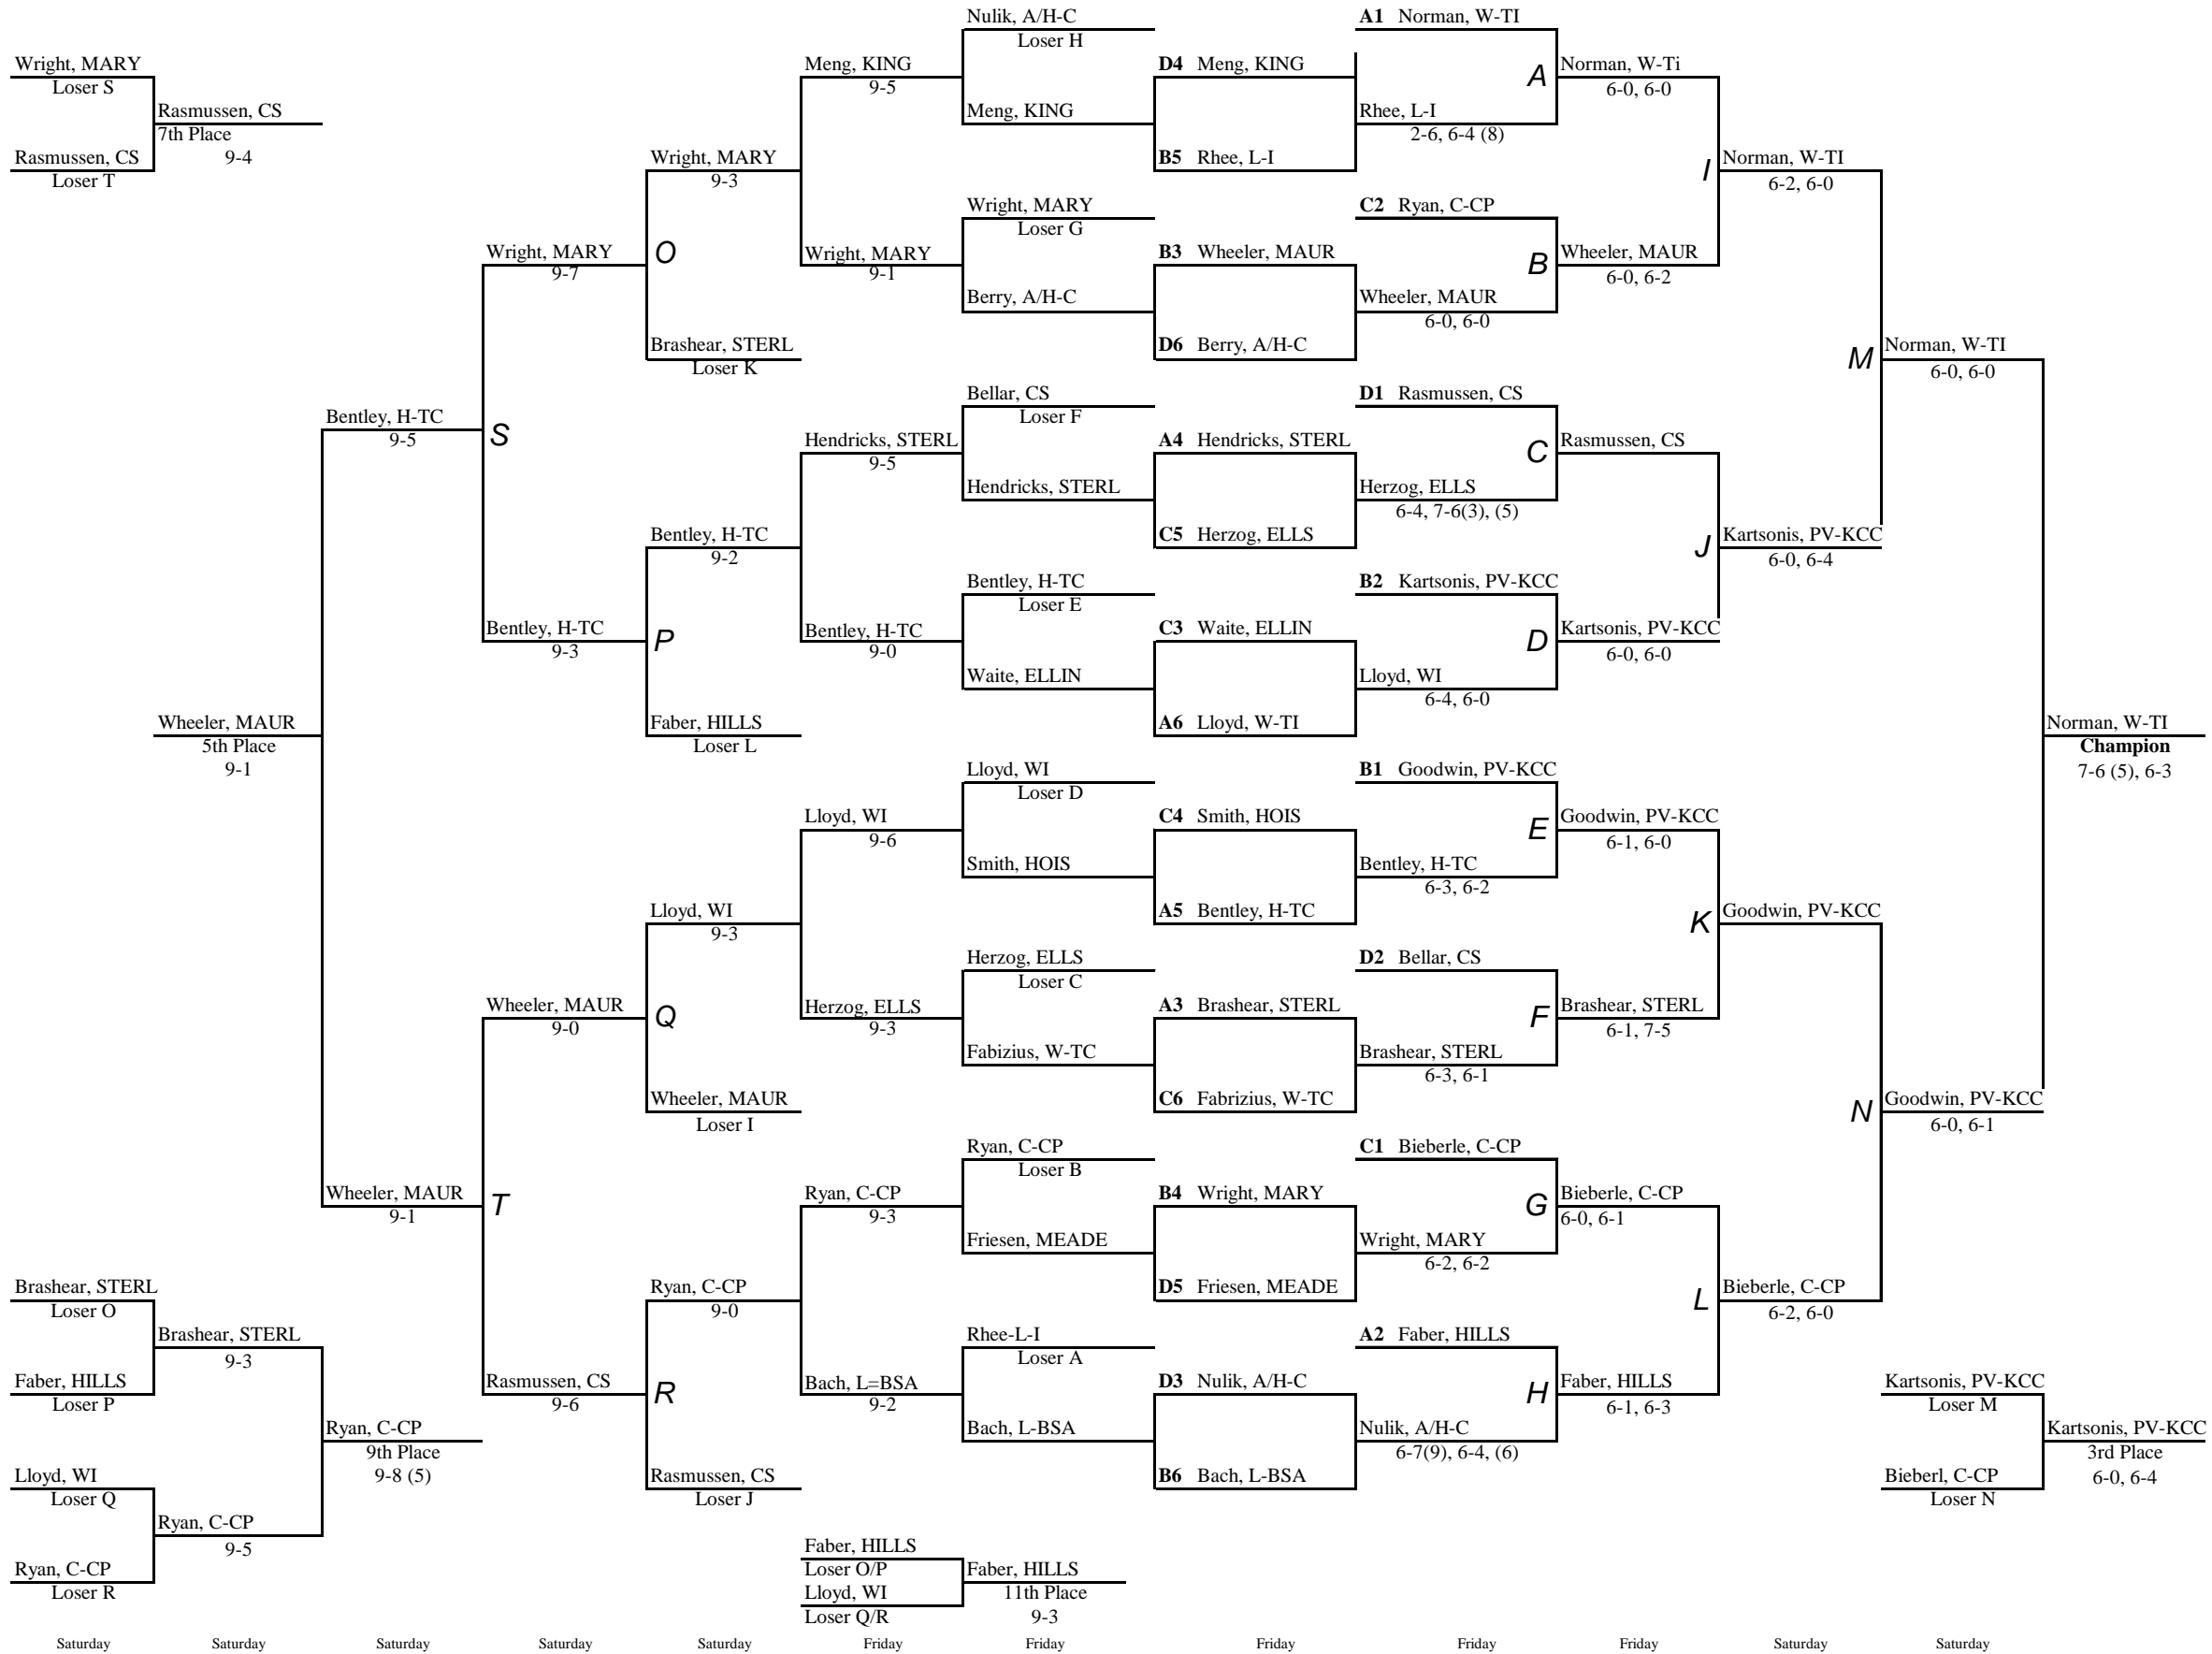 Nulik, A/H-C
A1 Norman, W-TI
Loser H
Wright, MARY
Meng, KING
D4 Meng, KING
A
Norman, W-Ti
Loser S
9-5
6-0, 6-0
Rasmussen, CS
Meng, KING
Rhee, L-I
7th Place
2-6, 6-4 (8)
Rasmussen, CS
9-4
Wright, MARY
B5 Rhee, L-I
I
Norman, W-TI
Loser T
9-3
6-2, 6-0
Wright, MARY
C2 Ryan, C-CP
Loser G
Wright, MARY
O
Wright, MARY
B3 Wheeler, MAUR
B
Wheeler, MAUR
9-7
9-1
6-0, 6-2
Berry, A/H-C
Wheeler, MAUR
6-0, 6-0
Brashear, STERL
D6 Berry, A/H-C
M
Norman, W-TI
Loser K
6-0, 6-0
Bellar, CS
D1 Rasmussen, CS
Bentley, H-TC
Loser F
9-5
S
Hendricks, STERL
A4 Hendricks, STERL
C
Rasmussen, CS
9-5
Hendricks, STERL
Herzog, ELLS
6-4, 7-6(3), (5)
Bentley, H-TC
C5 Herzog, ELLS
J
Kartsonis, PV-KCC
9-2
6-0, 6-4
Bentley, H-TC
B2 Kartsonis, PV-KCC
Loser E
Bentley, H-TC
P
Bentley, H-TC
C3 Waite, ELLIN
D
Kartsonis, PV-KCC
9-3
9-0
6-0, 6-0
Waite, ELLIN
Lloyd, WI
6-4, 6-0
Wheeler, MAUR
Faber, HILLS
A6 Lloyd, W-TI
Norman, W-TI
5th Place
Loser L
Champion
9-1
Lloyd, WI
B1 Goodwin, PV-KCC
7-6 (5), 6-3
Loser D
Lloyd, WI
C4 Smith, HOIS
E
Goodwin, PV-KCC
9-6
6-1, 6-0
Smith, HOIS
Bentley, H-TC
6-3, 6-2
Lloyd, WI
A5 Bentley, H-TC
K
Goodwin, PV-KCC
9-3
Herzog, ELLS
D2 Bellar, CS
Loser C
Wheeler, MAUR
Q
Herzog, ELLS
A3 Brashear, STERL
F
Brashear, STERL
9-0
9-3
6-1, 7-5
Fabizius, W-TC
Brashear, STERL
6-3, 6-1
Wheeler, MAUR
C6 Fabrizius, W-TC
N
Goodwin, PV-KCC
Loser I
6-0, 6-1
Ryan, C-CP
C1 Bieberle, C-CP
Loser B
Wheeler, MAUR
T
Ryan, C-CP
B4 Wright, MARY
G
Bieberle, C-CP
9-1
9-3
6-0, 6-1
Friesen, MEADE
Wright, MARY
6-2, 6-2
Brashear, STERL
Ryan, C-CP
D5 Friesen, MEADE
L
Bieberle, C-CP
Loser O
9-0
6-2, 6-0
Brashear, STERL
Rhee-L-I
A2 Faber, HILLS
9-3
Loser A
Faber, HILLS
Rasmussen, CS
R
Bach, L=BSA
D3 Nulik, A/H-C
H
Faber, HILLS
Kartsonis, PV-KCC
Loser P
9-6
9-2
6-1, 6-3
Loser M
Ryan, C-CP
Bach, L-BSA
Nulik, A/H-C
Kartsonis, PV-KCC
9th Place
6-7(9), 6-4, (6)
3rd Place
Lloyd, WI
9-8 (5)
Rasmussen, CS
B6 Bach, L-BSA
Bieberl, C-CP
6-0, 6-4
Loser Q
Loser J
Loser N
Ryan, C-CP
9-5
Faber, HILLS
Ryan, C-CP
Loser O/P
Faber, HILLS
Loser R
Lloyd, WI
11th Place
Loser Q/R
9-3
Saturday Saturday Saturday Saturday Saturday Friday Friday Friday Friday Friday Saturday Saturday